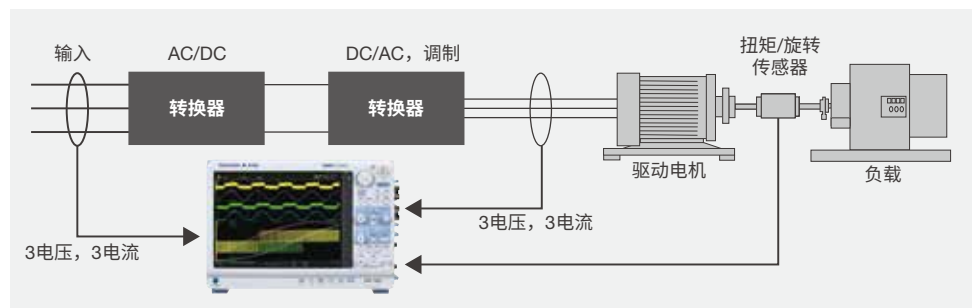 输入
AC/DC
DC/AC，调制
扭矩/旋转
传感器
转换器
转换器
驱动电机
负载
3电压，3电流
3电压，3电流